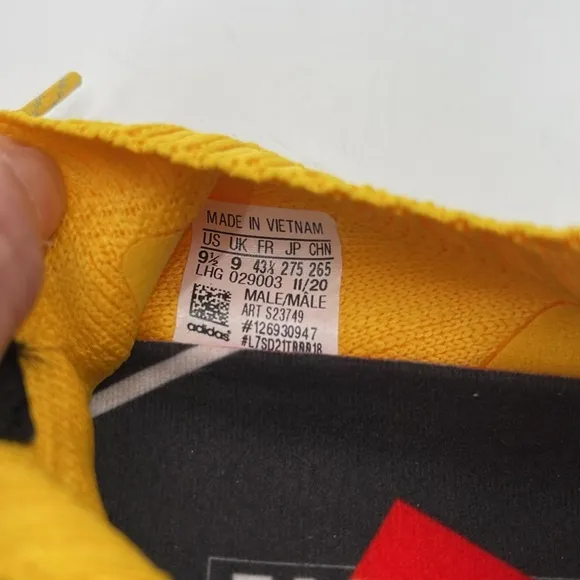 MADE IN VIETNAM
US UK FR JP CHN
9½ 9 43⅓ 275 265
LHG 029003 11/20
MALE/MÂLE
ART S23749
#126930947
adidas